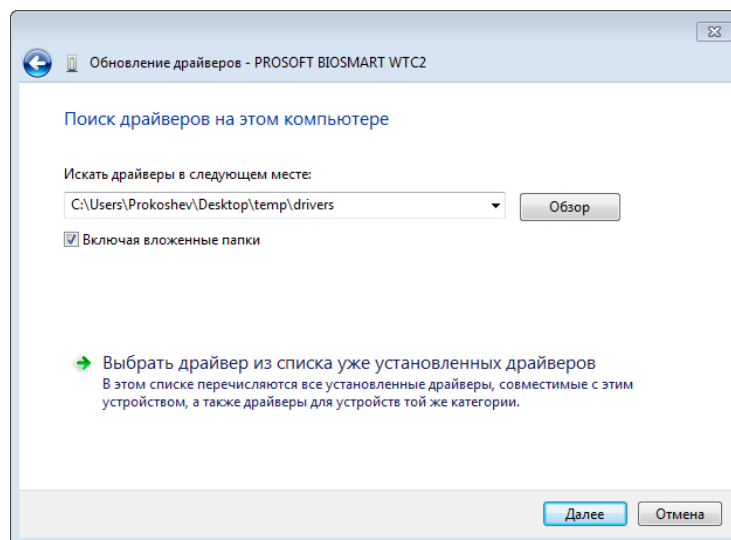 Обновление драйверов - PROSOFT BIOSMART WTC2
Поиск драйверов на этом компьютере
Искать драйверы в следующем месте:
C:\Users\Prokoshev\Desktop\temp\drivers
Обзор
Включая вложенные папки
Выбрать драйвер из списка уже установленных драйверов
В этом списке перечисляются все установленные драйверы, совместимые с этим
устройством, а также драйверы для устройств той же категории.
Далее
Отмена